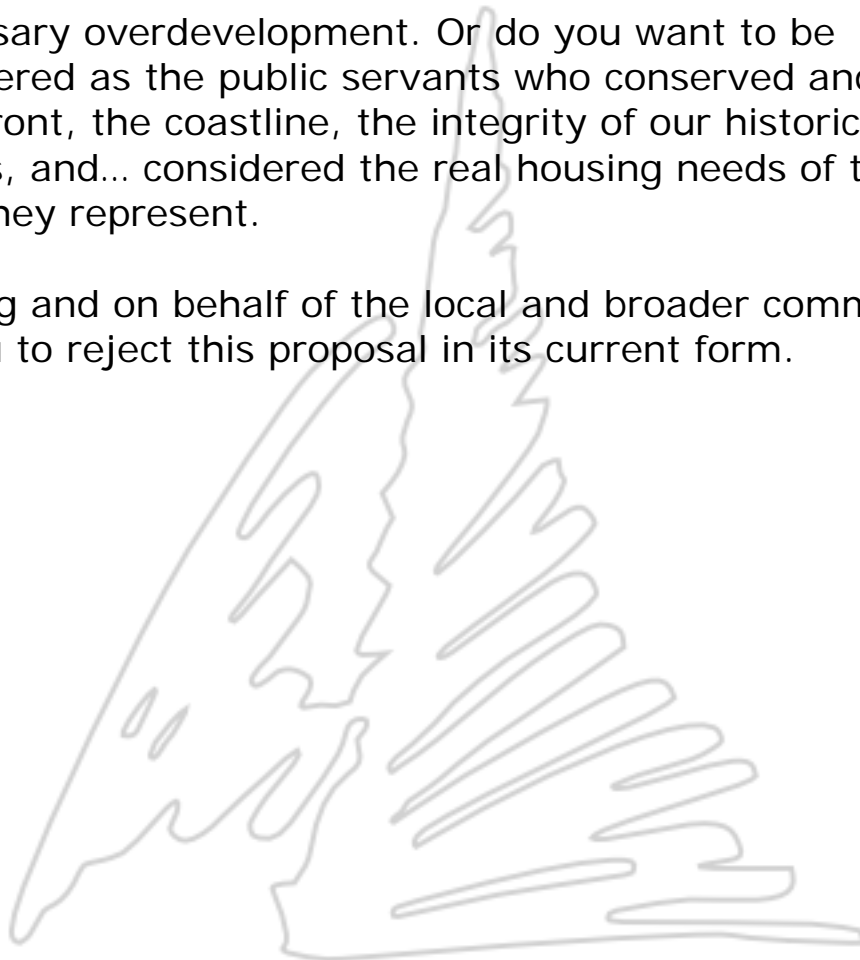 sary overdevelopment. Or do you want to be
ered as the public servants who conserved and
ront, the coastline, the integrity of our historic
s, and... considered the real housing needs of t
hey represent.
g and on behalf of the local and broader comm
to reject this proposal in its current form.